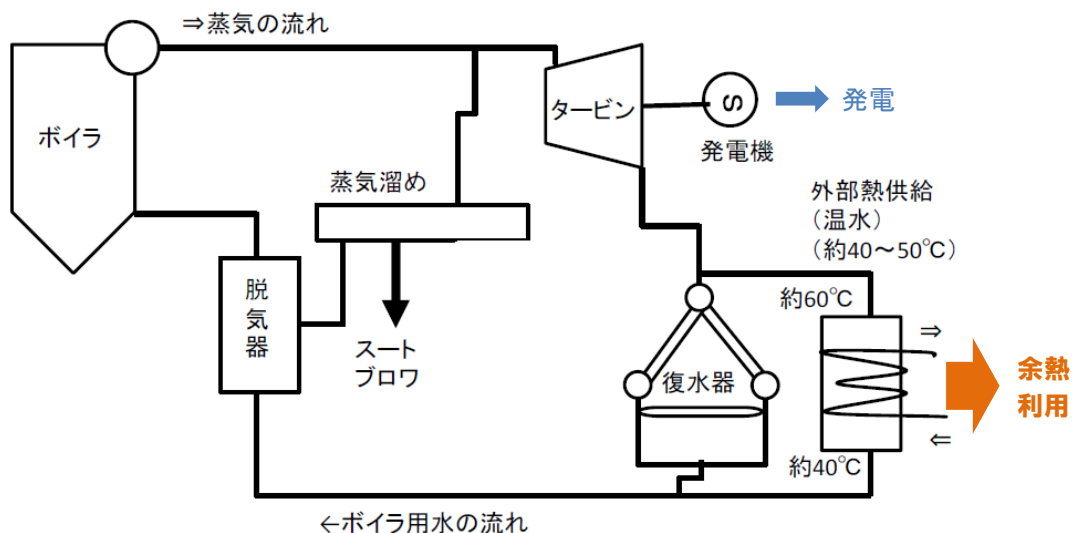 ⇒蒸気の流れ
ボイラ
タービン
S
発電
発電機
蒸気溜め
外部熱供給
（温水）
（約40～50℃）
脱気器
約60℃
⇒
スート
ブロワ
復水器
余熱
利用
⇐
約40℃
←ボイラ用水の流れ